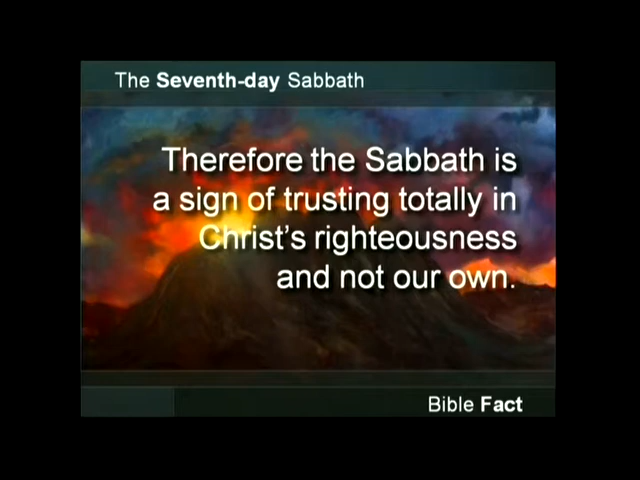 The Seventh-day Sabbath
Therefore the Sabbath is
a sign of trusting totally in
Christ's righteousness
and not our own.
Bible Fact